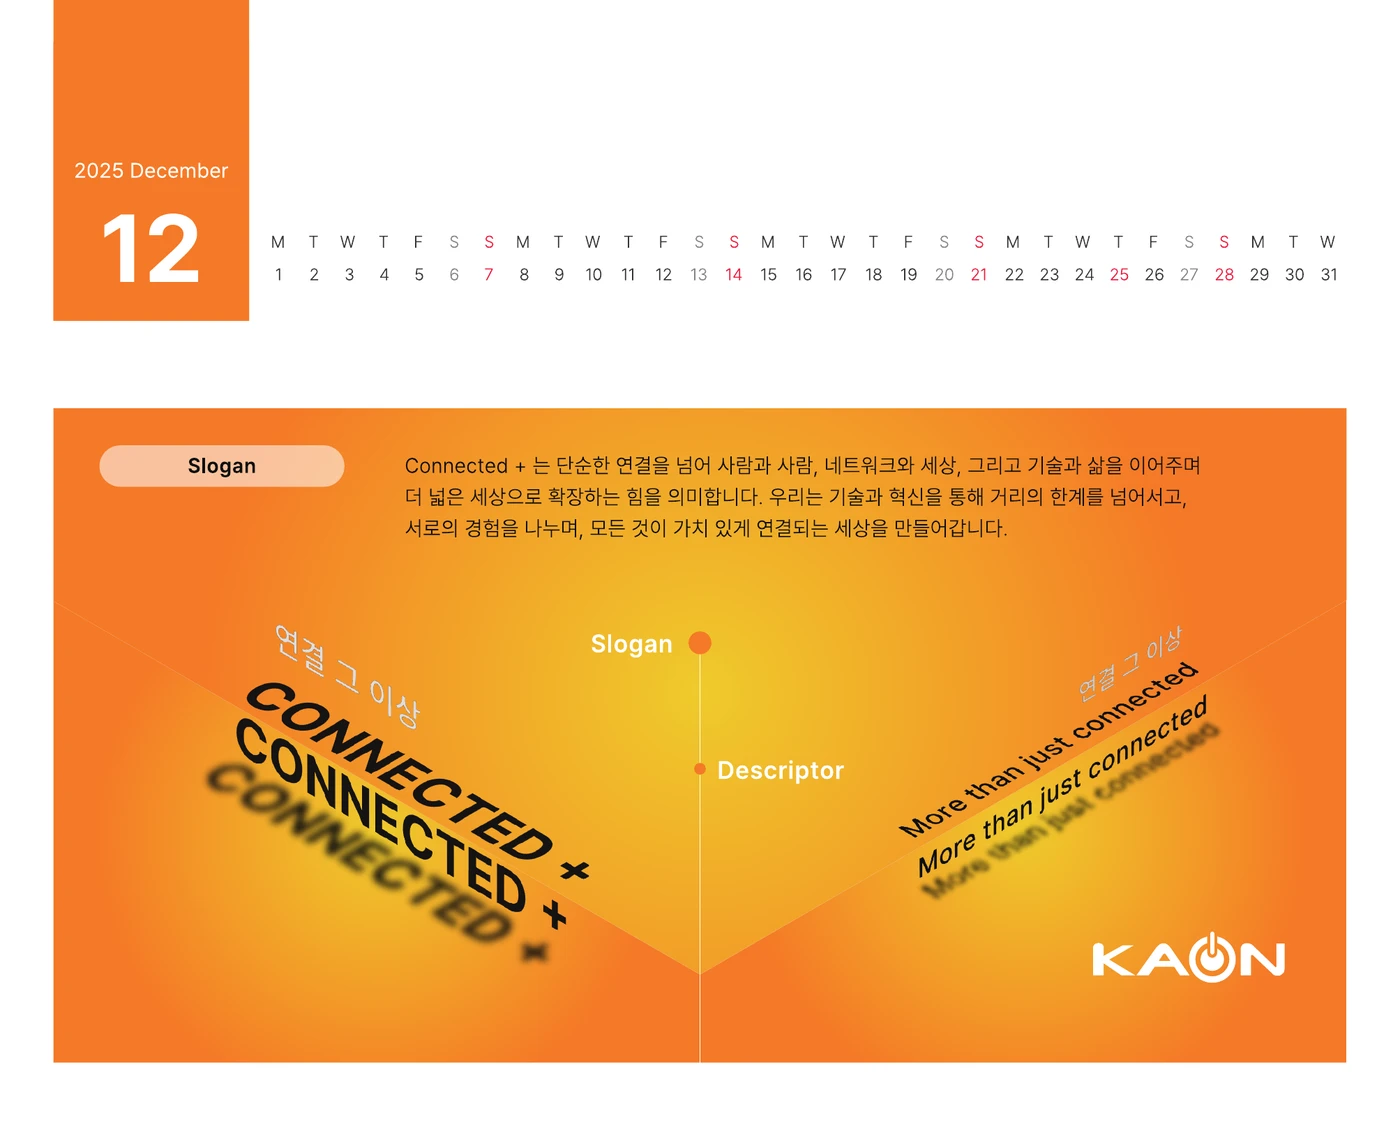 2025 December
12
M T W T F S S M T W T F S S M T W T F S S M T W T F S S M T W
1 2 3 4 5 6 7 8 9 10 11 12 13 14 15 16 17 18 19 20 21 22 23 24 25 26 27 28 29 30 31
Slogan
Connected + 는 단순한 연결을 넘어 사람과 사람, 네트워크와 세상, 그리고 기술과 삶을 이어주며
더 넓은 세상으로 확장하는 힘을 의미합니다. 우리는 기술과 혁신을 통해 거리의 한계를 넘어서고,
서로의 경험을 나누며, 모든 것이 가치 있게 연결되는 세상을 만들어갑니다.
Slogan
연결 그 이상
CONNECTED +
CONNECTED +
CONNECTED +
Descriptor
연결 그 이상
More than just connected
More than just connected
More than just connected
KAON